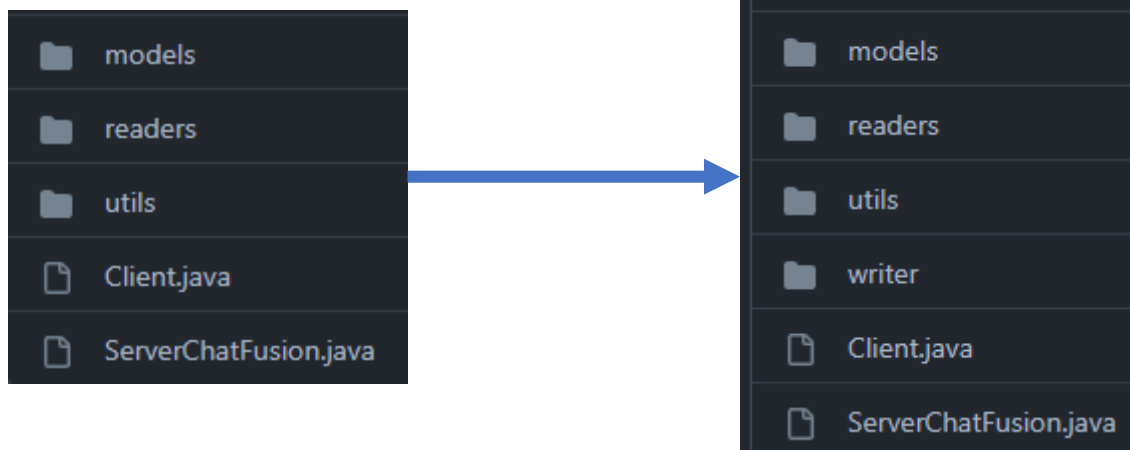 models
readers
utils
Client.java
ServerChatFusion.java
models
readers
utils
writer
Client.java
ServerChatFusion.java